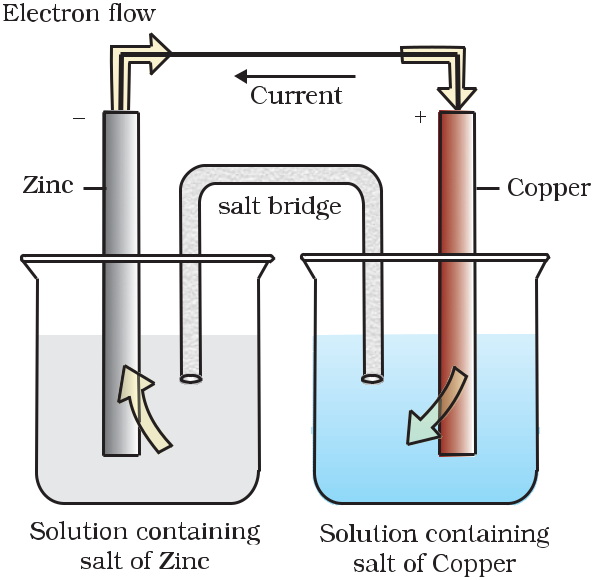 Electron flow
Current
–
+
Zinc
Copper
salt bridge
Solution containing
salt of Zinc
Solution containing
salt of Copper